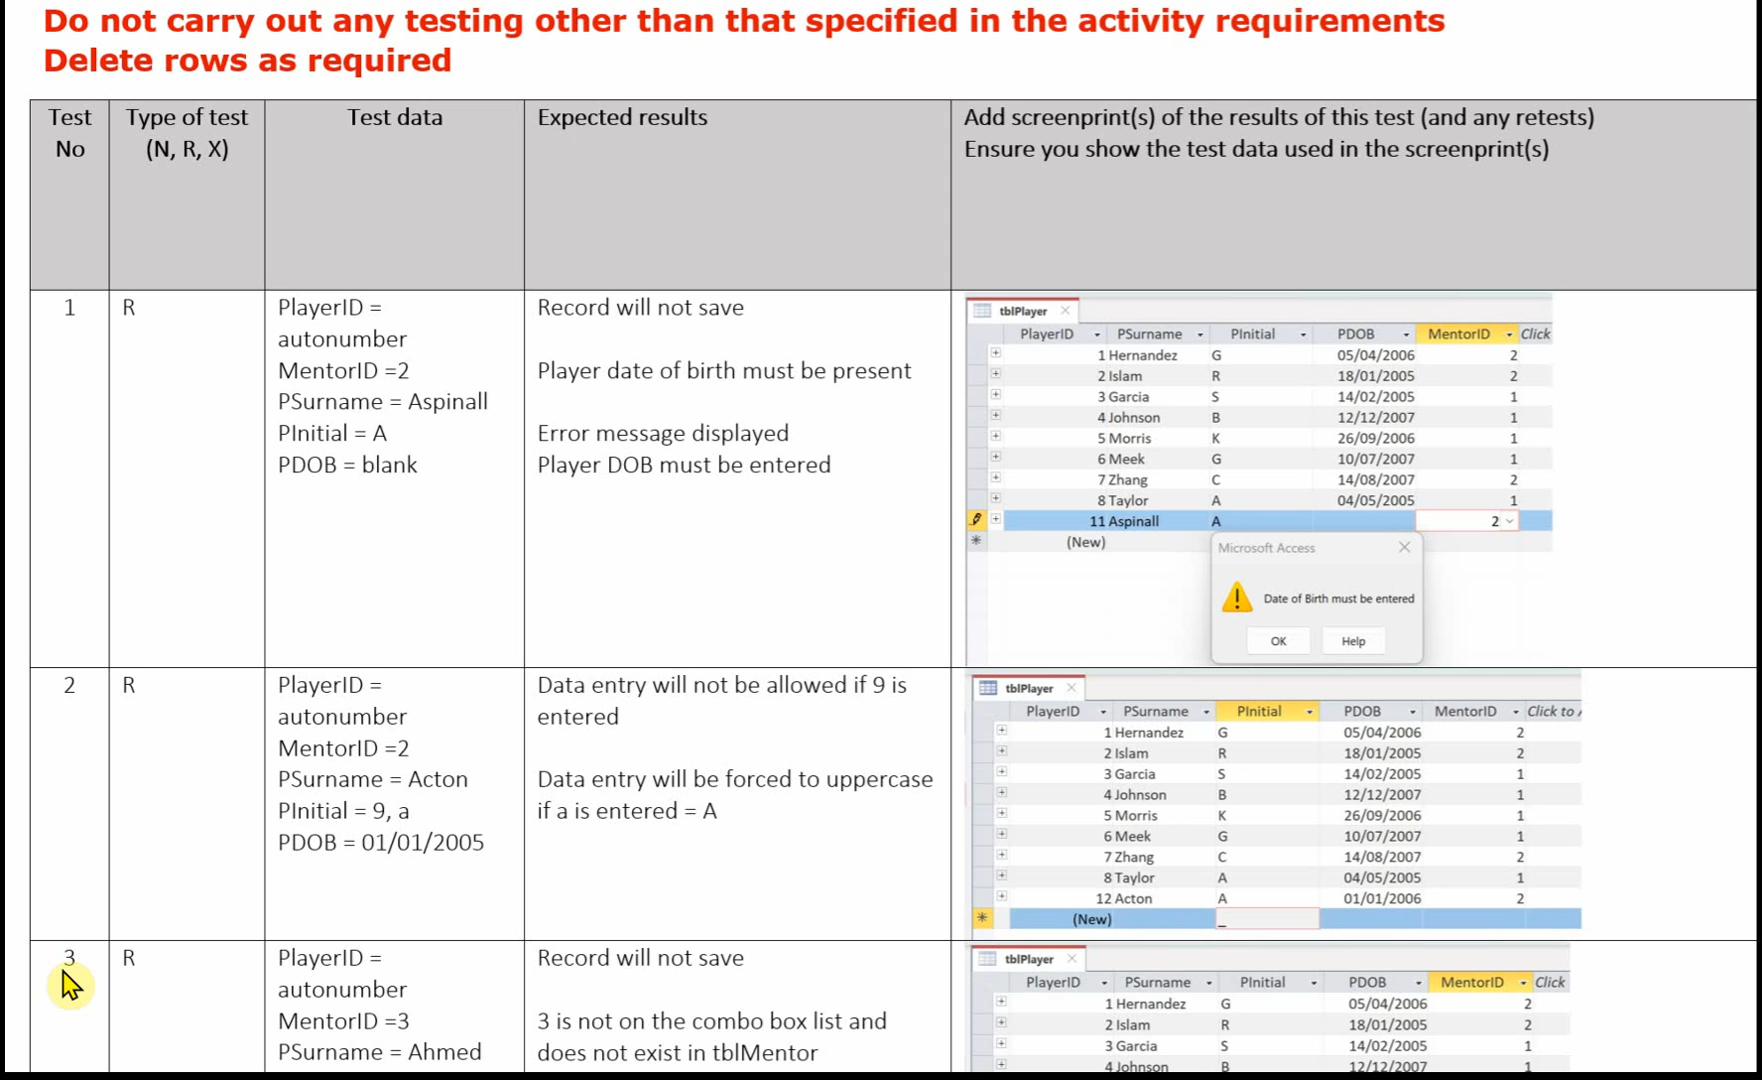 Do not carry out any testing other than that specified in the activity requirements
Delete rows as required
Test No
Type of test (N, R, X)
Test data
Expected results
Add screenprint(s) of the results of this test (and any retests)
Ensure you show the test data used in the screenprint(s)
1
R
PlayerID =
autonumber
MentorID =2
PSurname = Aspinall
PInitial = A
PDOB = blank
Record will not save
Player date of birth must be present
Error message displayed
Player DOB must be entered
tblPlayer
PlayerID PSurname PInitial PDOB MentorID Click
1 Hernandez G 05/04/2006 2
2 Islam R 18/01/2005 2
3 Garcia S 14/02/2005 1
4 Johnson B 12/12/2007 1
5 Morris K 26/09/2006 1
6 Meek G 10/07/2007 1
7 Zhang C 14/08/2007 2
8 Taylor A 04/05/2005 1
11 Aspinall A 2
(New)
Microsoft Access
Date of Birth must be entered
OK Help
2
R
PlayerID =
autonumber
MentorID =2
PSurname = Acton
PInitial = 9, a
PDOB = 01/01/2005
Data entry will not be allowed if 9 is
entered
Data entry will be forced to uppercase
if a is entered = A
tblPlayer
PlayerID PSurname PInitial PDOB MentorID Click to
1 Hernandez G 05/04/2006 2
2 Islam R 18/01/2005 2
3 Garcia S 14/02/2005 1
4 Johnson B 12/12/2007 1
5 Morris K 26/09/2006 1
6 Meek G 10/07/2007 1
7 Zhang C 14/08/2007 2
8 Taylor A 04/05/2005 1
12 Acton A 01/01/2006 2
(New) _
3
R
PlayerID =
autonumber
MentorID =3
PSurname = Ahmed
Record will not save
3 is not on the combo box list and
does not exist in tblMentor
tblPlayer
PlayerID PSurname PInitial PDOB MentorID Click
1 Hernandez G 05/04/2006 2
2 Islam R 18/01/2005 2
3 Garcia S 14/02/2005 1
4 Johnson B 12/12/2007 1